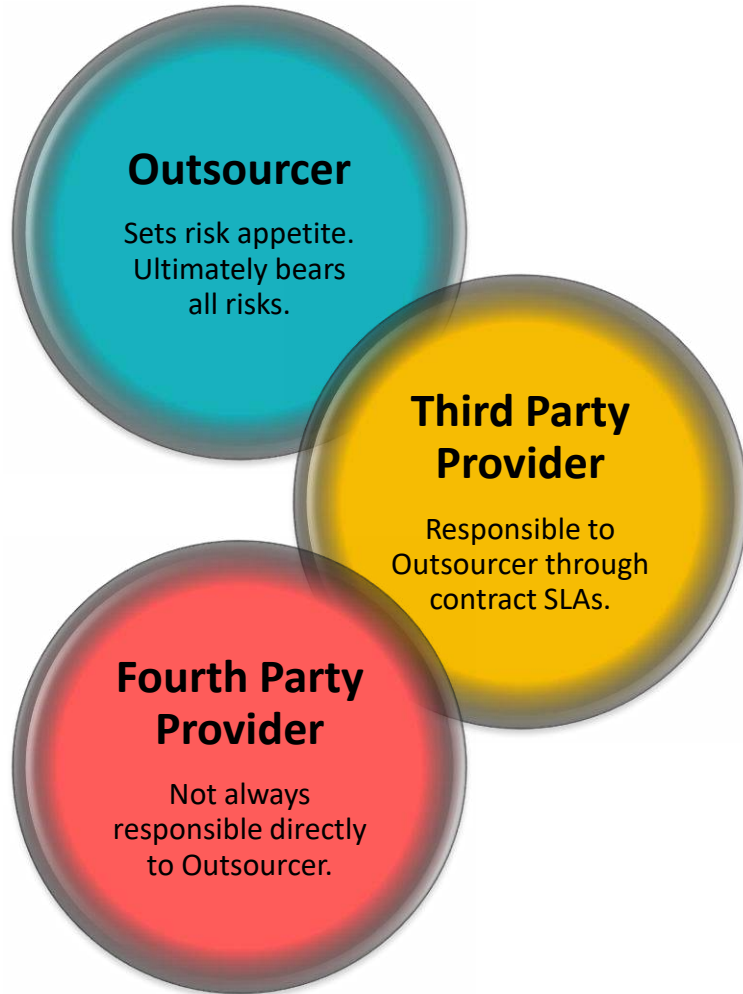 Outsourcer
Sets risk appetite.
Ultimately bears
all risks.
Third Party
Provider
Responsible to
Outsourcer through
contract SLAs.
Fourth Party
Provider
Not always
responsible directly
to Outsourcer.